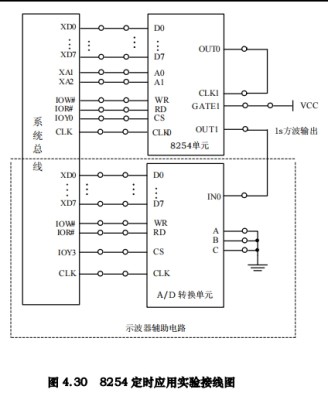 XD0 D0
XD7 D7
XA1 A0
XA2 A1
IOW# WR
IOR# RD
IOY0 CS
CLK CLK0
OUT0
CLK1
GATE1
VCC
OUT1
1s方波输出
8254单元
系统总线
XD0 D0
XD7 D7
IOW# WR
IOR# RD
IOY3 CS
CLK CLK
IN0
A
B
C
A/D 转换单元
示波器辅助电路
图 4.30 8254 定时应用实验接线图